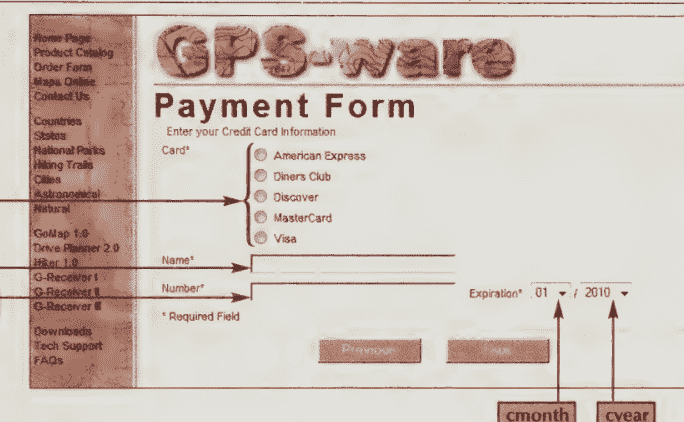 GPS-ware
Home Page
Product Catalog
Order Form
Maps Online
Contact Us
Countries
States
National Parks
Hiking Trails
Cities
Astronomical
Natural
GoMap 1.0
Drive Planner 2.0
Hiker 1.0
G-Receiver I
G-Receiver II
G-Receiver III
Downloads
Tech Support
FAQs
Payment Form
Enter your Credit Card Information
Card*
American Express
Diners Club
Discover
MasterCard
Visa
Name*
Number*
Expiration* 01 / 2010
* Required Field
Previous
cmonth cyear